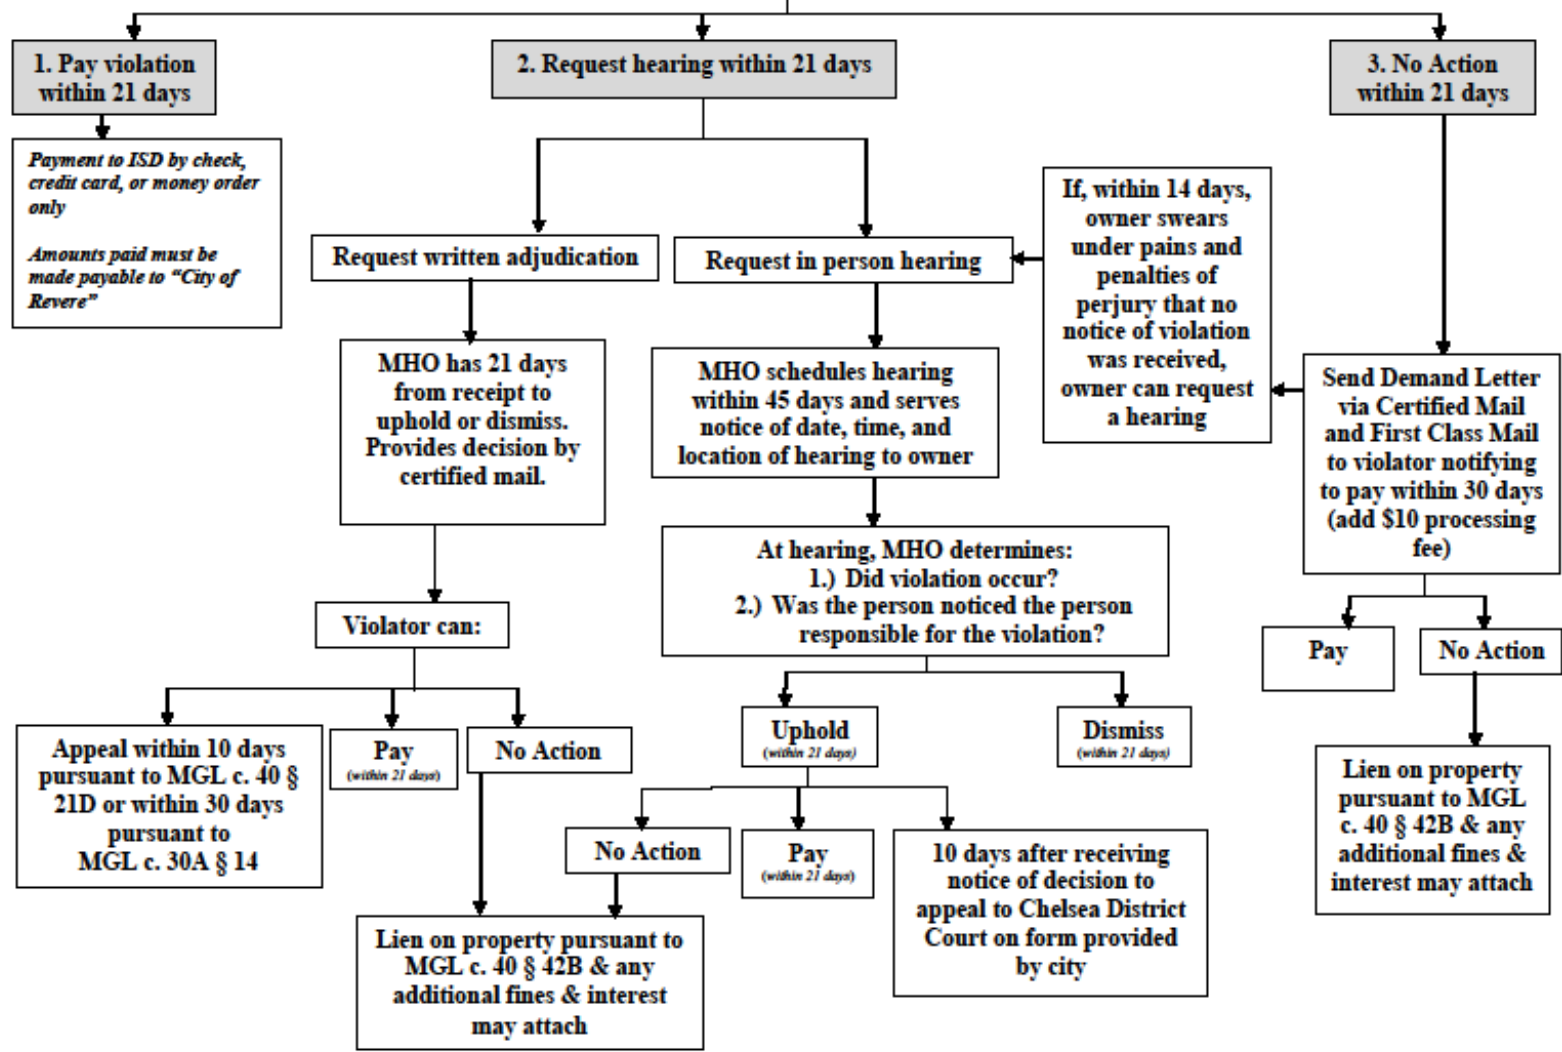 1. Pay violation
within 21 days
2. Request hearing within 21 days
3. No Action
within 21 days
Payment to ISD by check,
credit card, or money order
only
Amounts paid must be
made payable to “City of
Revere”
Request written adjudication
Request in person hearing
If, within 14 days,
owner swears
under pains and
penalties of
perjury that no
notice of violation
was received,
owner can request
a hearing
MHO has 21 days
from receipt to
uphold or dismiss.
Provides decision by
certified mail.
MHO schedules hearing
within 45 days and serves
notice of date, time, and
location of hearing to owner
Send Demand Letter
via Certified Mail
and First Class Mail
to violator notifying
to pay within 30 days
(add $10 processing
fee)
At hearing, MHO determines:
1.) Did violation occur?
2.) Was the person noticed the person
responsible for the violation?
Violator can:
Pay
No Action
Appeal within 10 days
pursuant to MGL c. 40 §
21D or within 30 days
pursuant to
MGL c. 30A § 14
Pay
(within 21 days)
No Action
Uphold
(within 21 days)
Dismiss
(within 21 days)
Lien on property
pursuant to MGL
c. 40 § 42B & any
additional fines &
interest may attach
No Action
Pay
(within 21 days)
10 days after receiving
notice of decision to
appeal to Chelsea District
Court on form provided
by city
Lien on property pursuant to
MGL c. 40 § 42B & any
additional fines & interest
may attach